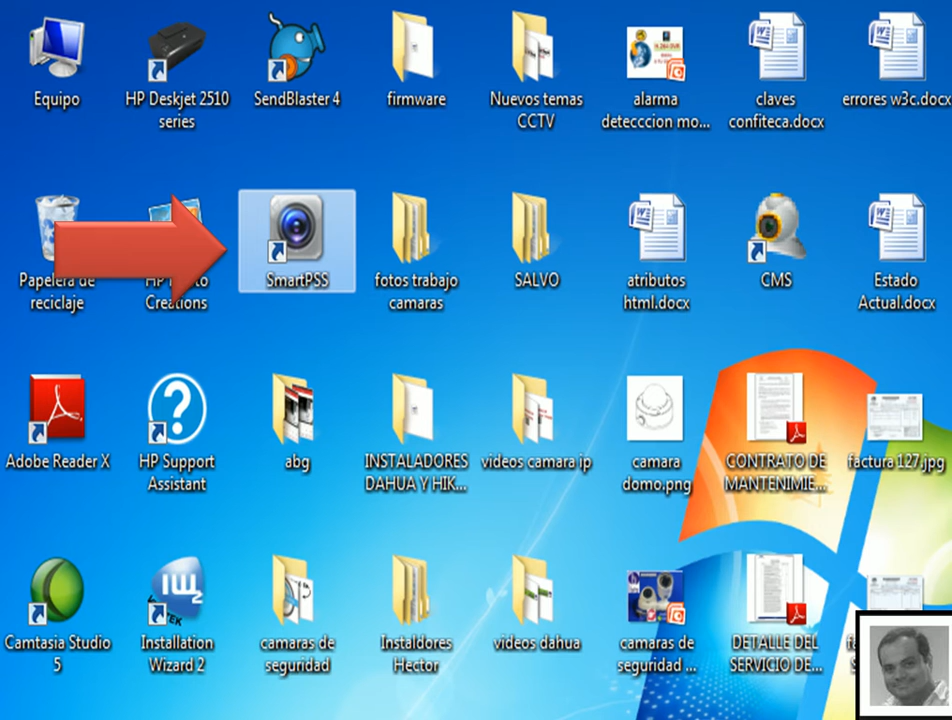 Equipo
HP Deskjet 2510
series
SendBlaster 4
firmware
Nuevos temas
CCTV
alarma
detecccion mo...
claves
confiteca.docx
errores w3c.docx
Papelera de
reciclaje
Creations
SmartPSS
fotos trabajo
camaras
SALVO
atributos
html.docx
CMS
Estado
Actual.docx
Adobe Reader X
HP Support
Assistant
abg
INSTALADORES
DAHUA Y HIK...
videos camara ip
camara
domo.png
CONTRATO DE
MANTENIMIE...
factura 127.jpg
Camtasia Studio
5
Installation
Wizard 2
camaras de
seguridad
Instaldores
Hector
videos dahua
camaras de
seguridad ...
DETALLE DEL
SERVICIO DE...